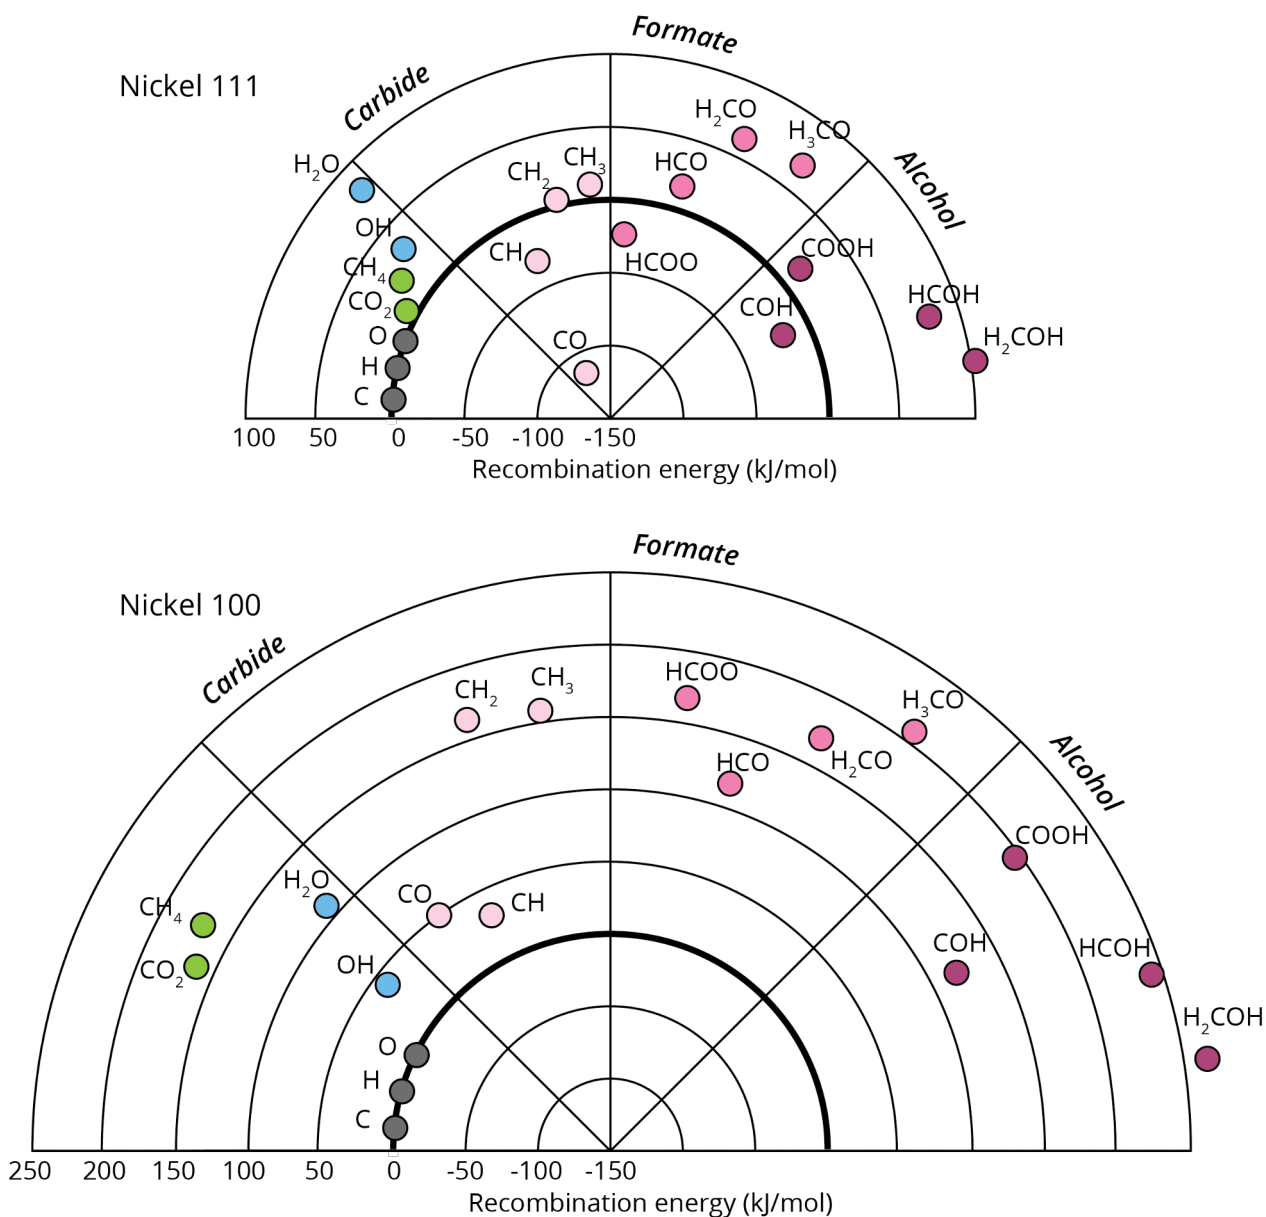 Formate
Nickel 111
Carbide
H₂CO
H₃CO
H₂O
CH₃
CH₂
HCO
Alcohol
OH
COOH
CH
HCOO
CH₄
HCOH
CO₂
COH
O
CO
H₂COH
H
C
100 50 0 -50 -100 -150
Recombination energy (kJ/mol)
Formate
Nickel 100
Carbide
HCOO
CH₃
CH₂
H₃CO
Alcohol
HCO
H₂CO
COOH
H₂O
CO
CH
CH₄
COH
HCOH
OH
CO₂
H₂COH
O
H
C
250 200 150 100 50 0 -50 -100 -150
Recombination energy (kJ/mol)